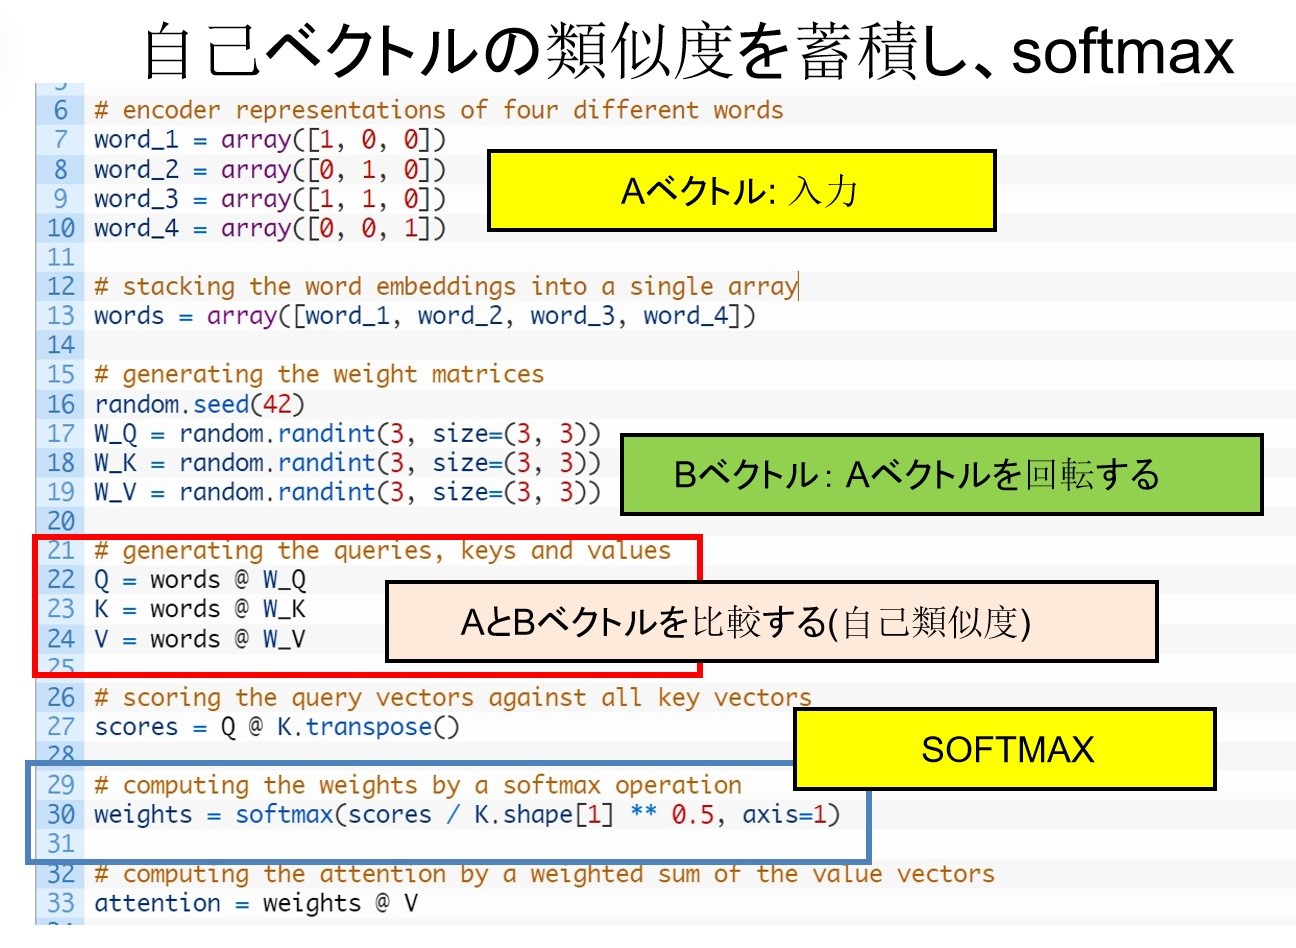 自己ベクトルの類似度を蓄積し、softmax
6 # encoder representations of four different words
7 word_1 = array([1, 0, 0])
8 word_2 = array([0, 1, 0])
9 word_3 = array([1, 1, 0])
10 word_4 = array([0, 0, 1])
Aベクトル: 入力
11
12 # stacking the word embeddings into a single array
13 words = array([word_1, word_2, word_3, word_4])
14
15 # generating the weight matrices
16 random.seed(42)
17 W_Q = random.randint(3, size=(3, 3))
18 W_K = random.randint(3, size=(3, 3))
19 W_V = random.randint(3, size=(3, 3))
Bベクトル: Aベクトルを回転する
20
21 # generating the queries, keys and values
22 Q = words @ W_Q
23 K = words @ W_K
24 V = words @ W_V
AとBベクトルを比較する(自己類似度)
25
26 # scoring the query vectors against all key vectors
27 scores = Q @ K.transpose()
SOFTMAX
28
29 # computing the weights by a softmax operation
30 weights = softmax(scores / K.shape[1] ** 0.5, axis=1)
31
32 # computing the attention by a weighted sum of the value vectors
33 attention = weights @ V